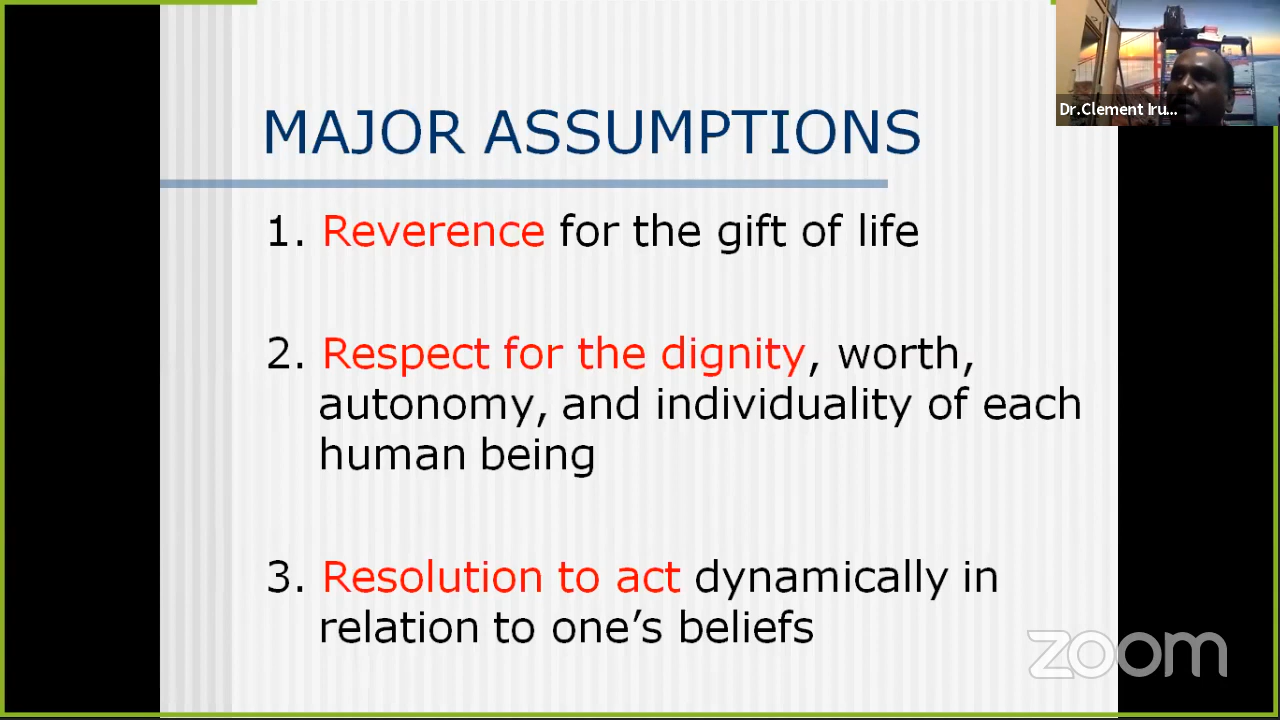 Dr.Clement Iru...
MAJOR ASSUMPTIONS
1. Reverence for the gift of life
2. Respect for the dignity, worth,
autonomy, and individuality of each
human being
3. Resolution to act dynamically in
relation to one’s beliefs
zoom